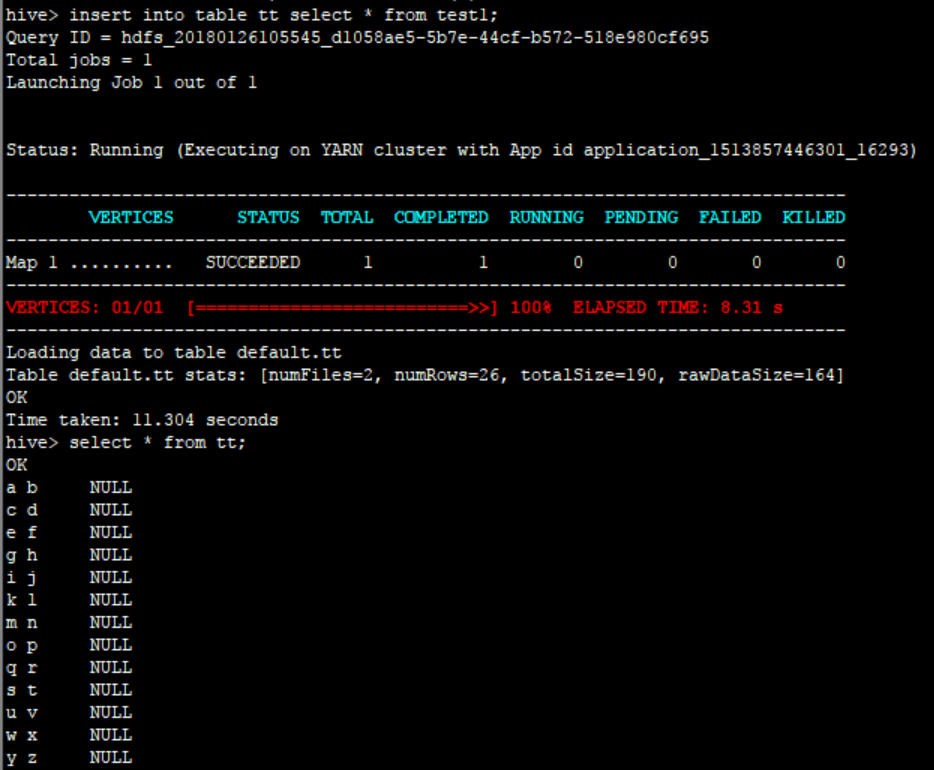 hive> insert into table tt select * from test1;
Query ID = hdfs_20180126105545_d1058ae5-5b7e-44cf-b572-518e980cf695
Total jobs = 1
Launching Job 1 out of 1
Status: Running (Executing on YARN cluster with App id application_1513857446301_16293)
--------------------------------------------------------------------------------
VERTICES STATUS TOTAL COMPLETED RUNNING PENDING FAILED KILLED
--------------------------------------------------------------------------------
Map 1 .......... SUCCEEDED 1 1 0 0 0 0
--------------------------------------------------------------------------------
VERTICES: 01/01 [==========================>>] 100% ELAPSED TIME: 8.31 s
--------------------------------------------------------------------------------
Loading data to table default.tt
Table default.tt stats: [numFiles=2, numRows=26, totalSize=190, rawDataSize=164]
OK
Time taken: 11.304 seconds
hive> select * from tt;
OK
a b NULL
c d NULL
e f NULL
g h NULL
i j NULL
k l NULL
m n NULL
o p NULL
q r NULL
s t NULL
u v NULL
w x NULL
y z NULL